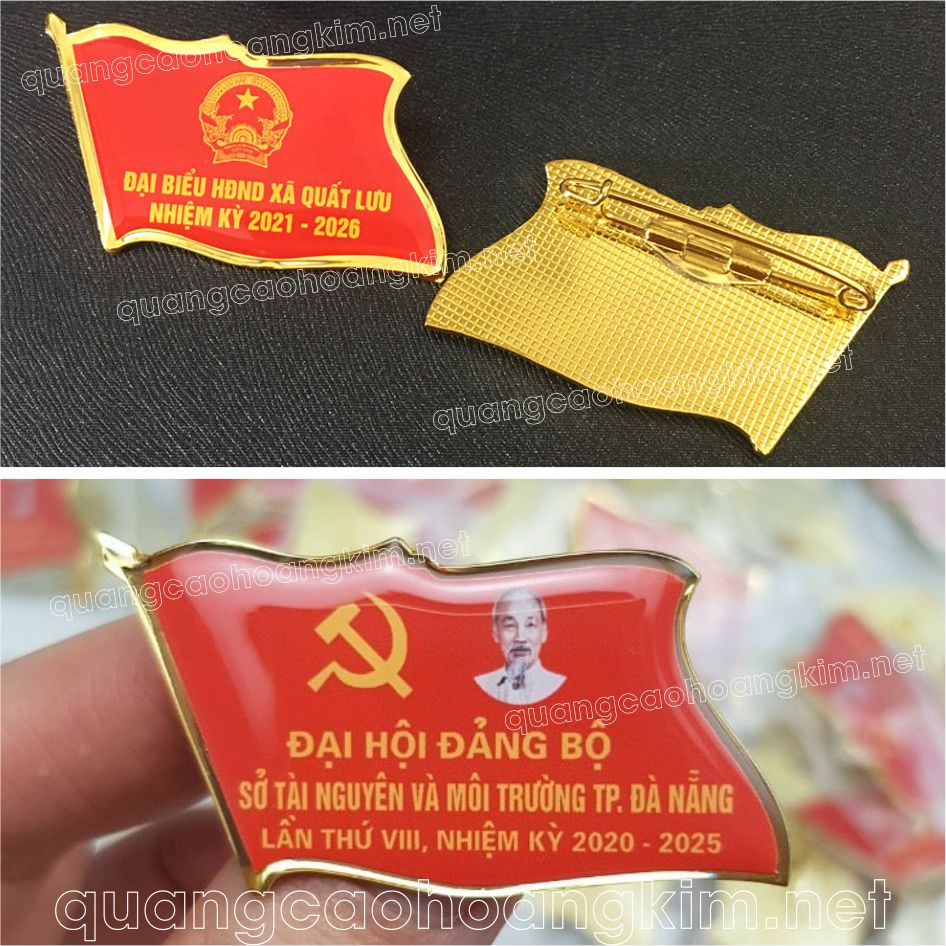 quangcaohoangkim.net
ĐẠI BIỂU HĐND XÃ QUẤT LƯU
NHIỆM KỲ 2021 - 2026
quangcaohoangkim.net
quangcaohoangkim.net
quangcaohoangkim.net
ĐẠI HỘI ĐẢNG BỘ
SỞ TÀI NGUYÊN VÀ MÔI TRƯỜNG TP. ĐÀ NẴNG
LẦN THỨ VIII, NHIỆM KỲ 2020 - 2025
quangcaohoangkim.net
quangcaohoangkim.net